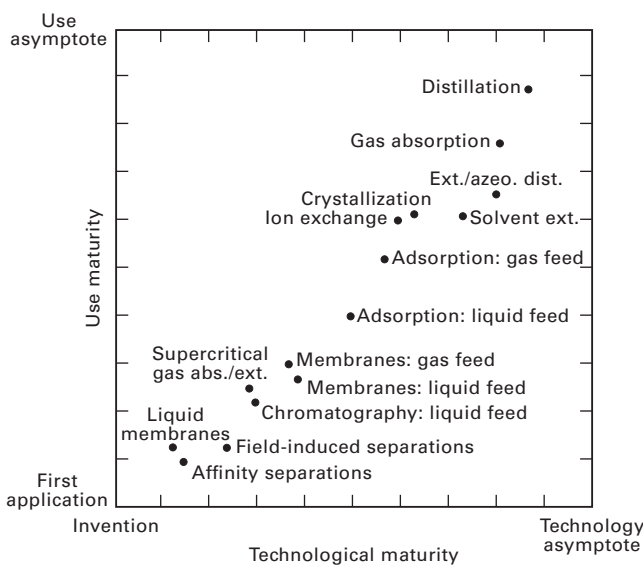 Use
asymptote
Distillation
Gas absorption
Ext./azeo. dist.
Crystallization
Ion exchange
Solvent ext.
Use maturity
Adsorption: gas feed
Adsorption: liquid feed
Supercritical
gas abs./ext.
Membranes: gas feed
Membranes: liquid feed
Chromatography: liquid feed
Liquid
membranes
Field-induced separations
Affinity separations
First
application
Invention
Technology
asymptote
Technological maturity